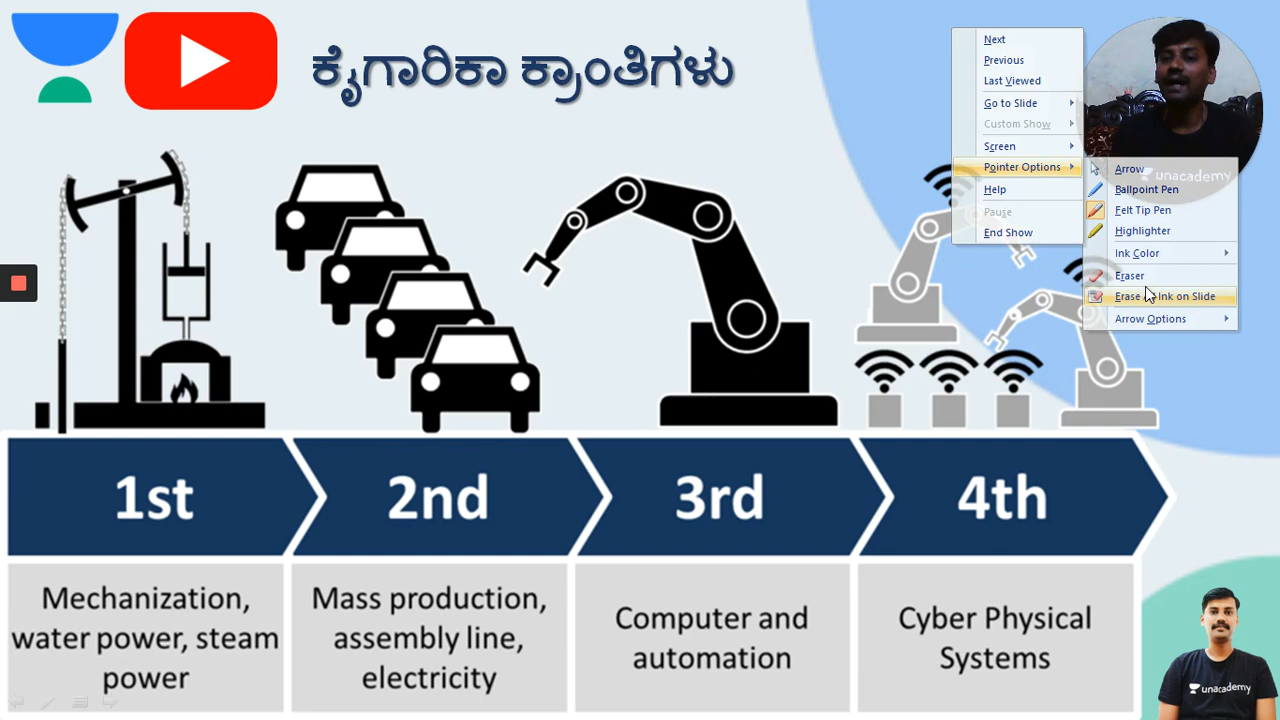 ಕೈಗಾರಿಕಾ ಕ್ರಾಂತಿಗಳು
Next
Previous
Last Viewed
Go to Slide
Custom Show
Screen
Pointer Options
Help
Pause
End Show
Arrow
unacademy
Ballpoint Pen
Felt Tip Pen
Highlighter
Ink Color
Eraser
Erase Ink on Slide
Arrow Options
1st
2nd
3rd
4th
Mechanization,
water power, steam
power
Mass production,
assembly line,
electricity
Computer and
automation
Cyber Physical
Systems
unacademy